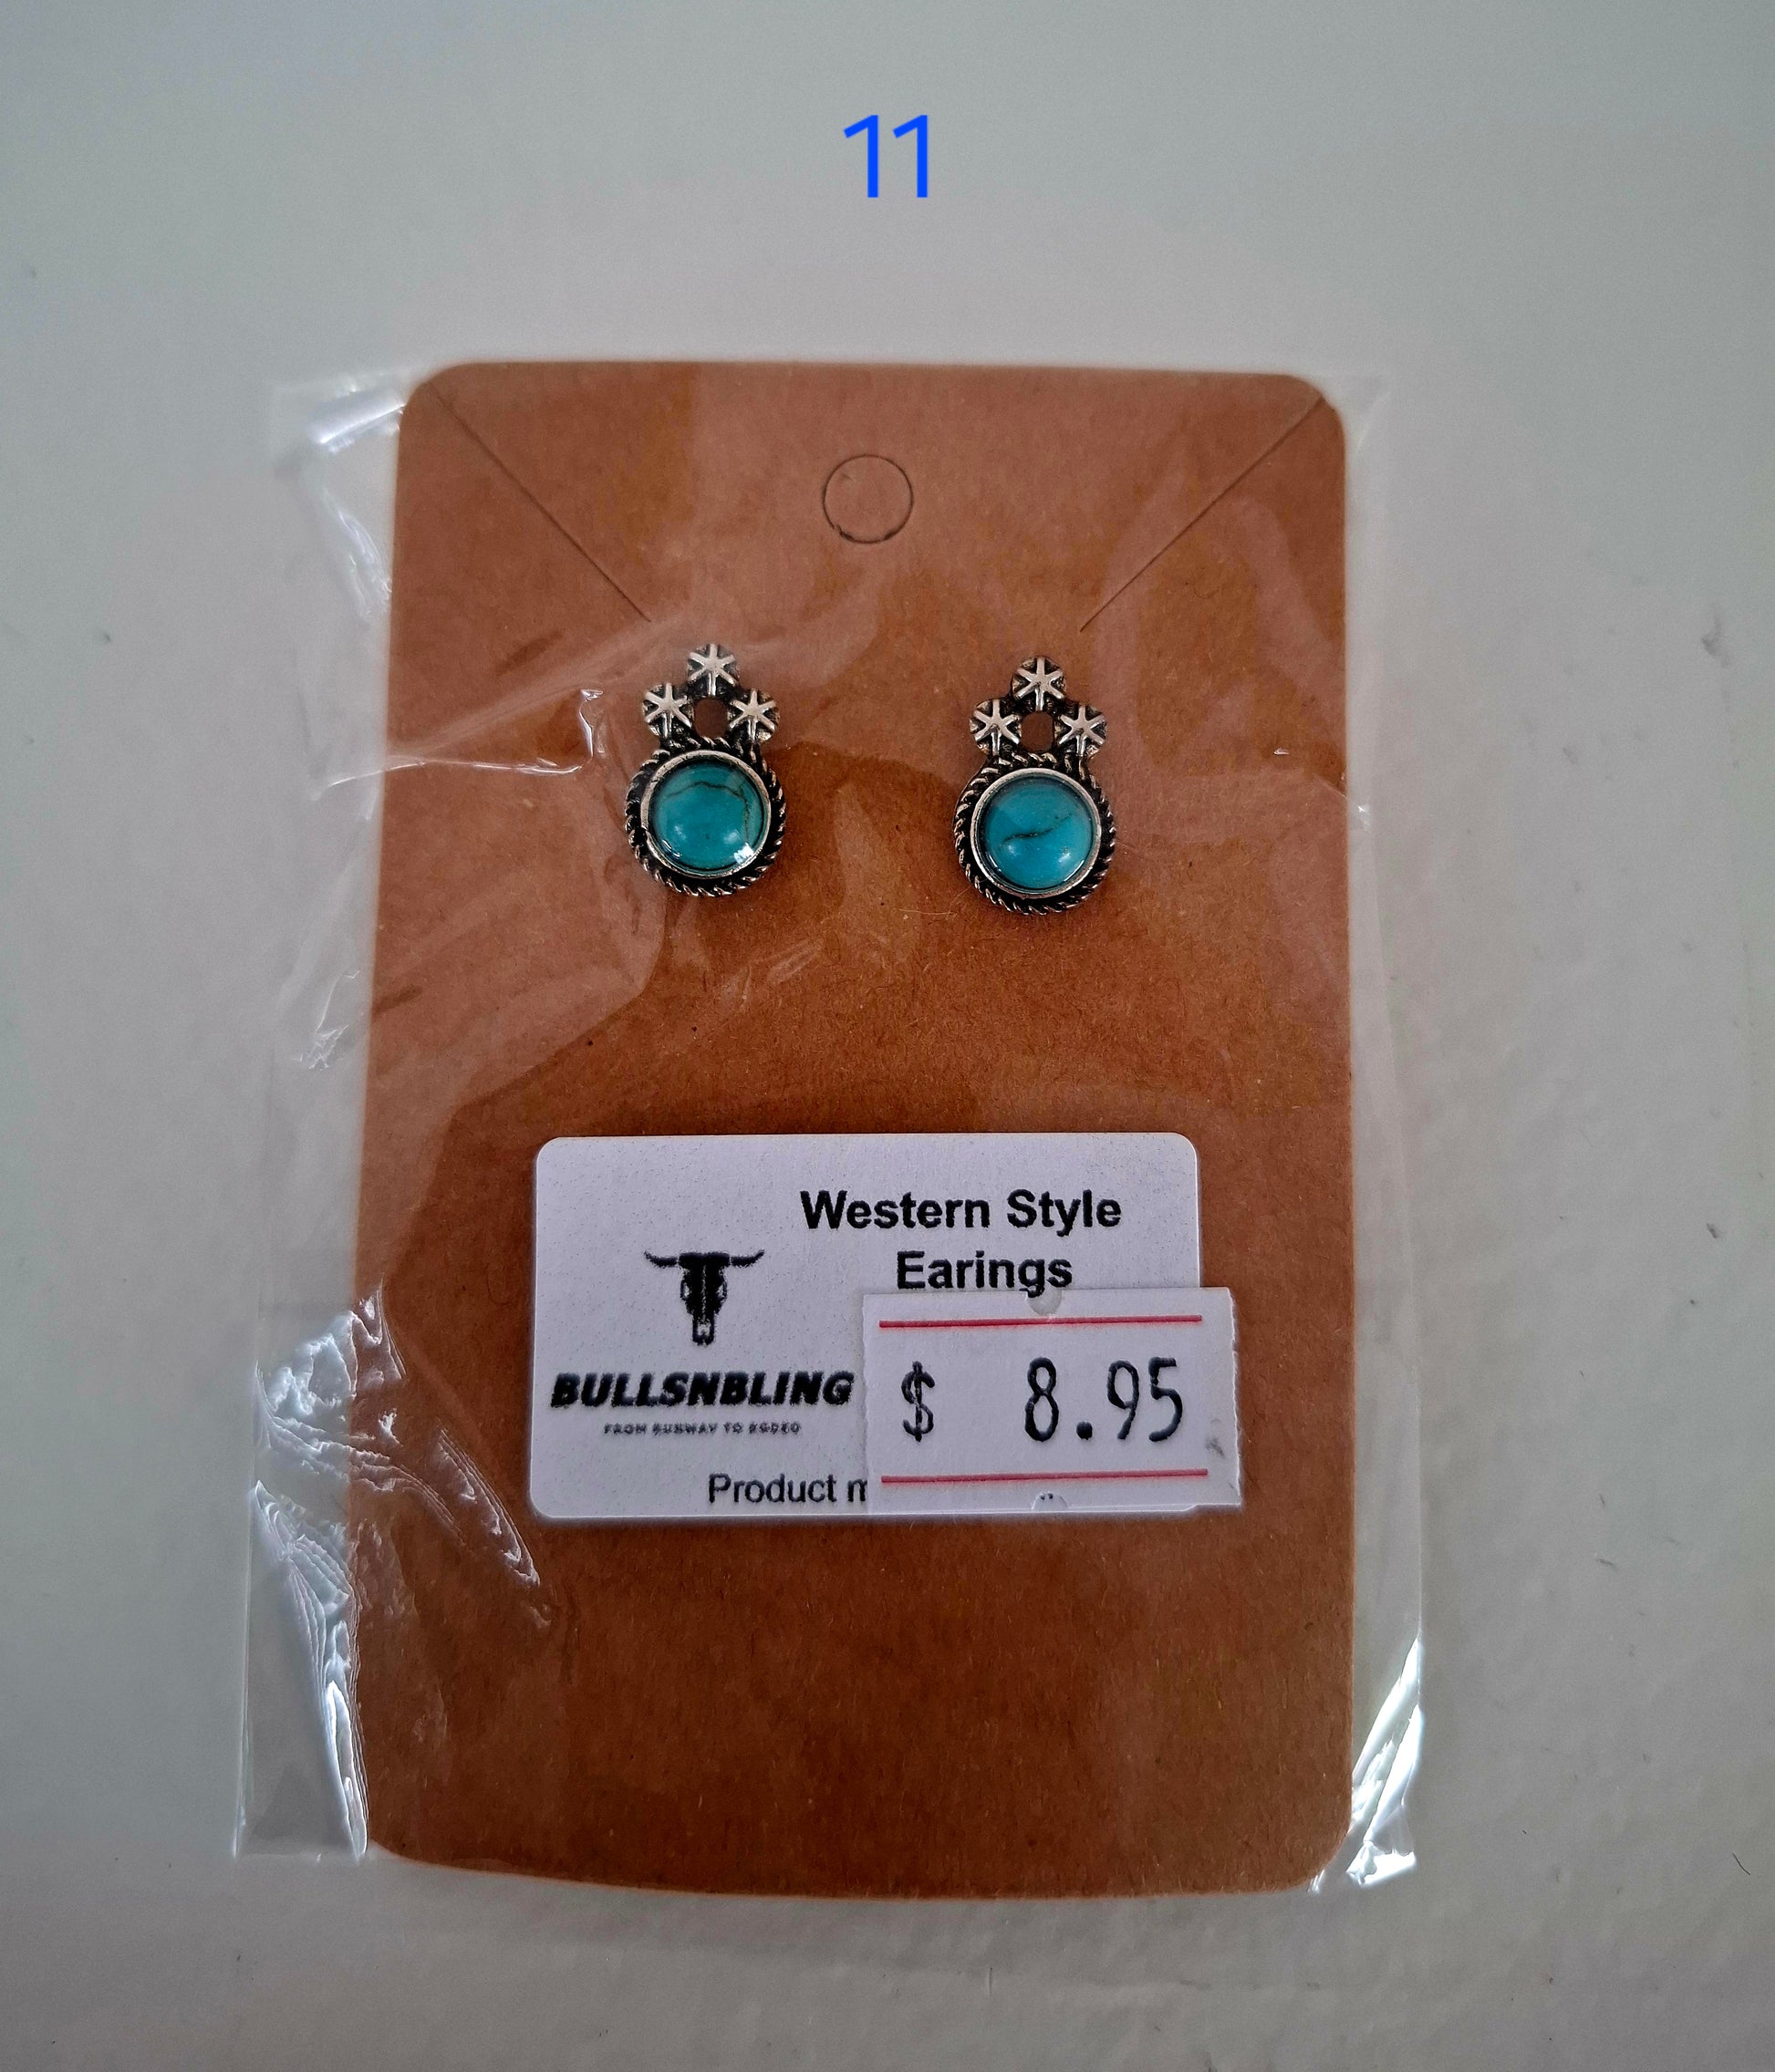 11
Western Style
Earings
BULLSNBLING
FROM RUNWAY TO RODEO
$ 8.95
Product m